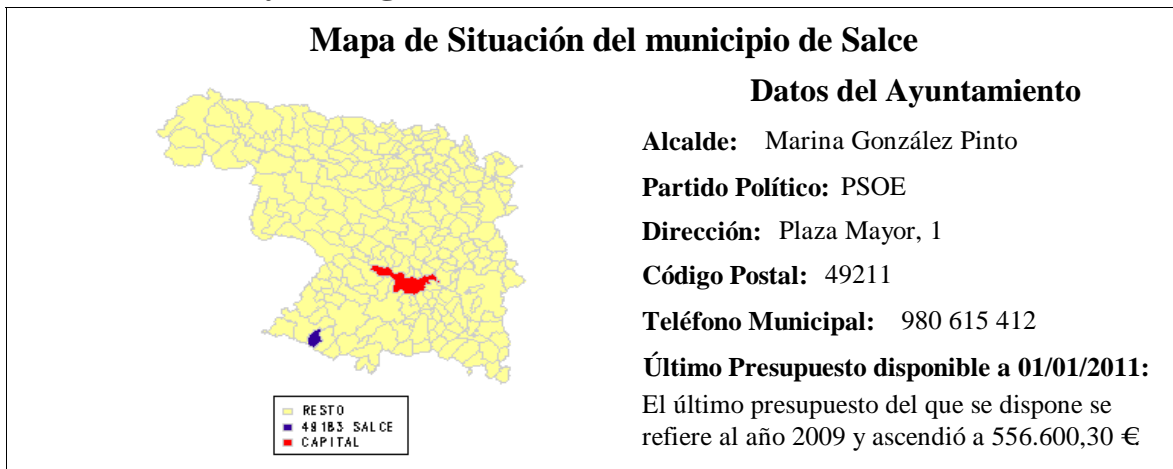 Mapa de Situación del municipio de Salce
Datos del Ayuntamiento
Alcalde: Marina González Pinto
Partido Político: PSOE
Dirección: Plaza Mayor, 1
Código Postal: 49211
Teléfono Municipal: 980 615 412
Último Presupuesto disponible a 01/01/2011:
El último presupuesto del que se dispone se
refiere al año 2009 y ascendió a 556.600,30 €
RESTO
49183 SALCE
CAPITAL